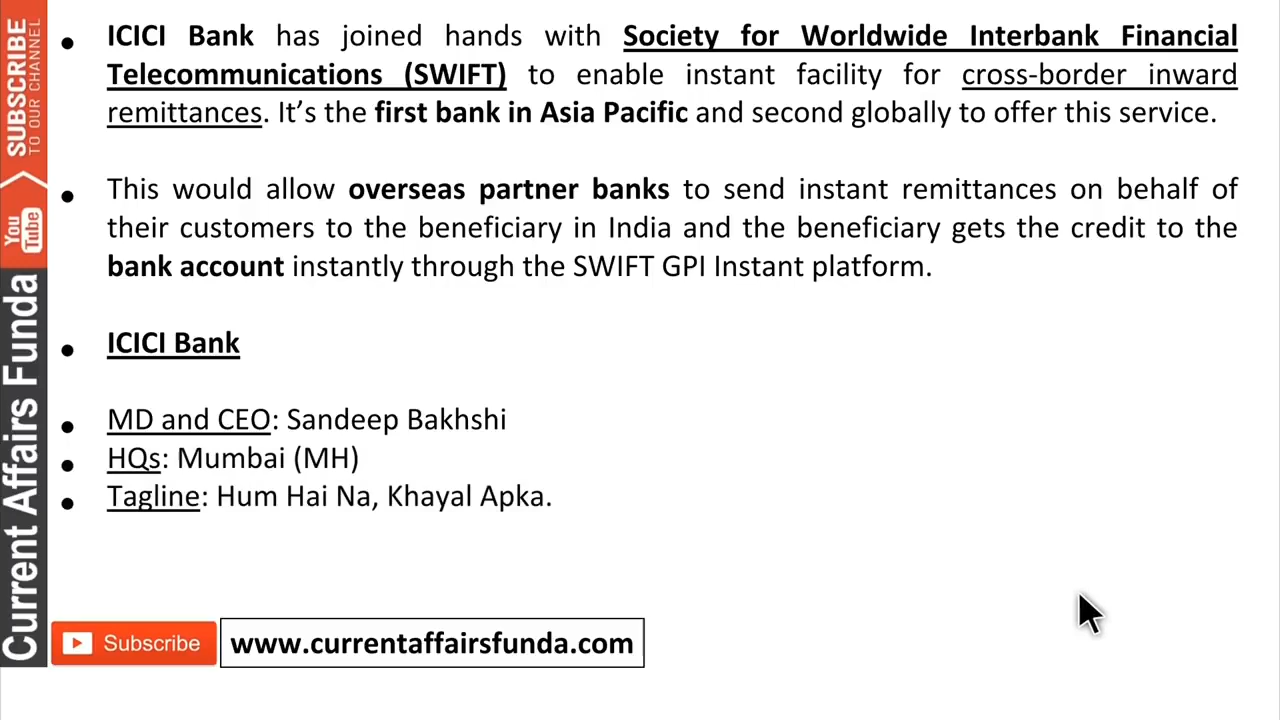 SUBSCRIBE
TO OUR CHANNEL
You
Tube
Current Affairs Funda
• ICICI Bank has joined hands with Society for Worldwide Interbank Financial
Telecommunications (SWIFT) to enable instant facility for cross-border inward
remittances. It’s the first bank in Asia Pacific and second globally to offer this service.
• This would allow overseas partner banks to send instant remittances on behalf of
their customers to the beneficiary in India and the beneficiary gets the credit to the
bank account instantly through the SWIFT GPI Instant platform.
• ICICI Bank
• MD and CEO: Sandeep Bakhshi
• HQs: Mumbai (MH)
• Tagline: Hum Hai Na, Khayal Apka.
Subscribe
www.currentaffairsfunda.com